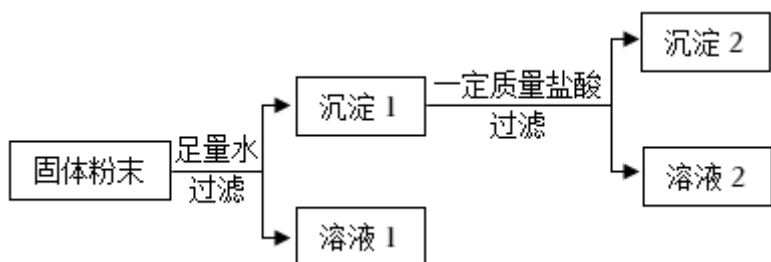 沉淀 2
一定质量盐酸
沉淀 1
过滤
足量水
固体粉末
过滤
溶液 2
溶液 1